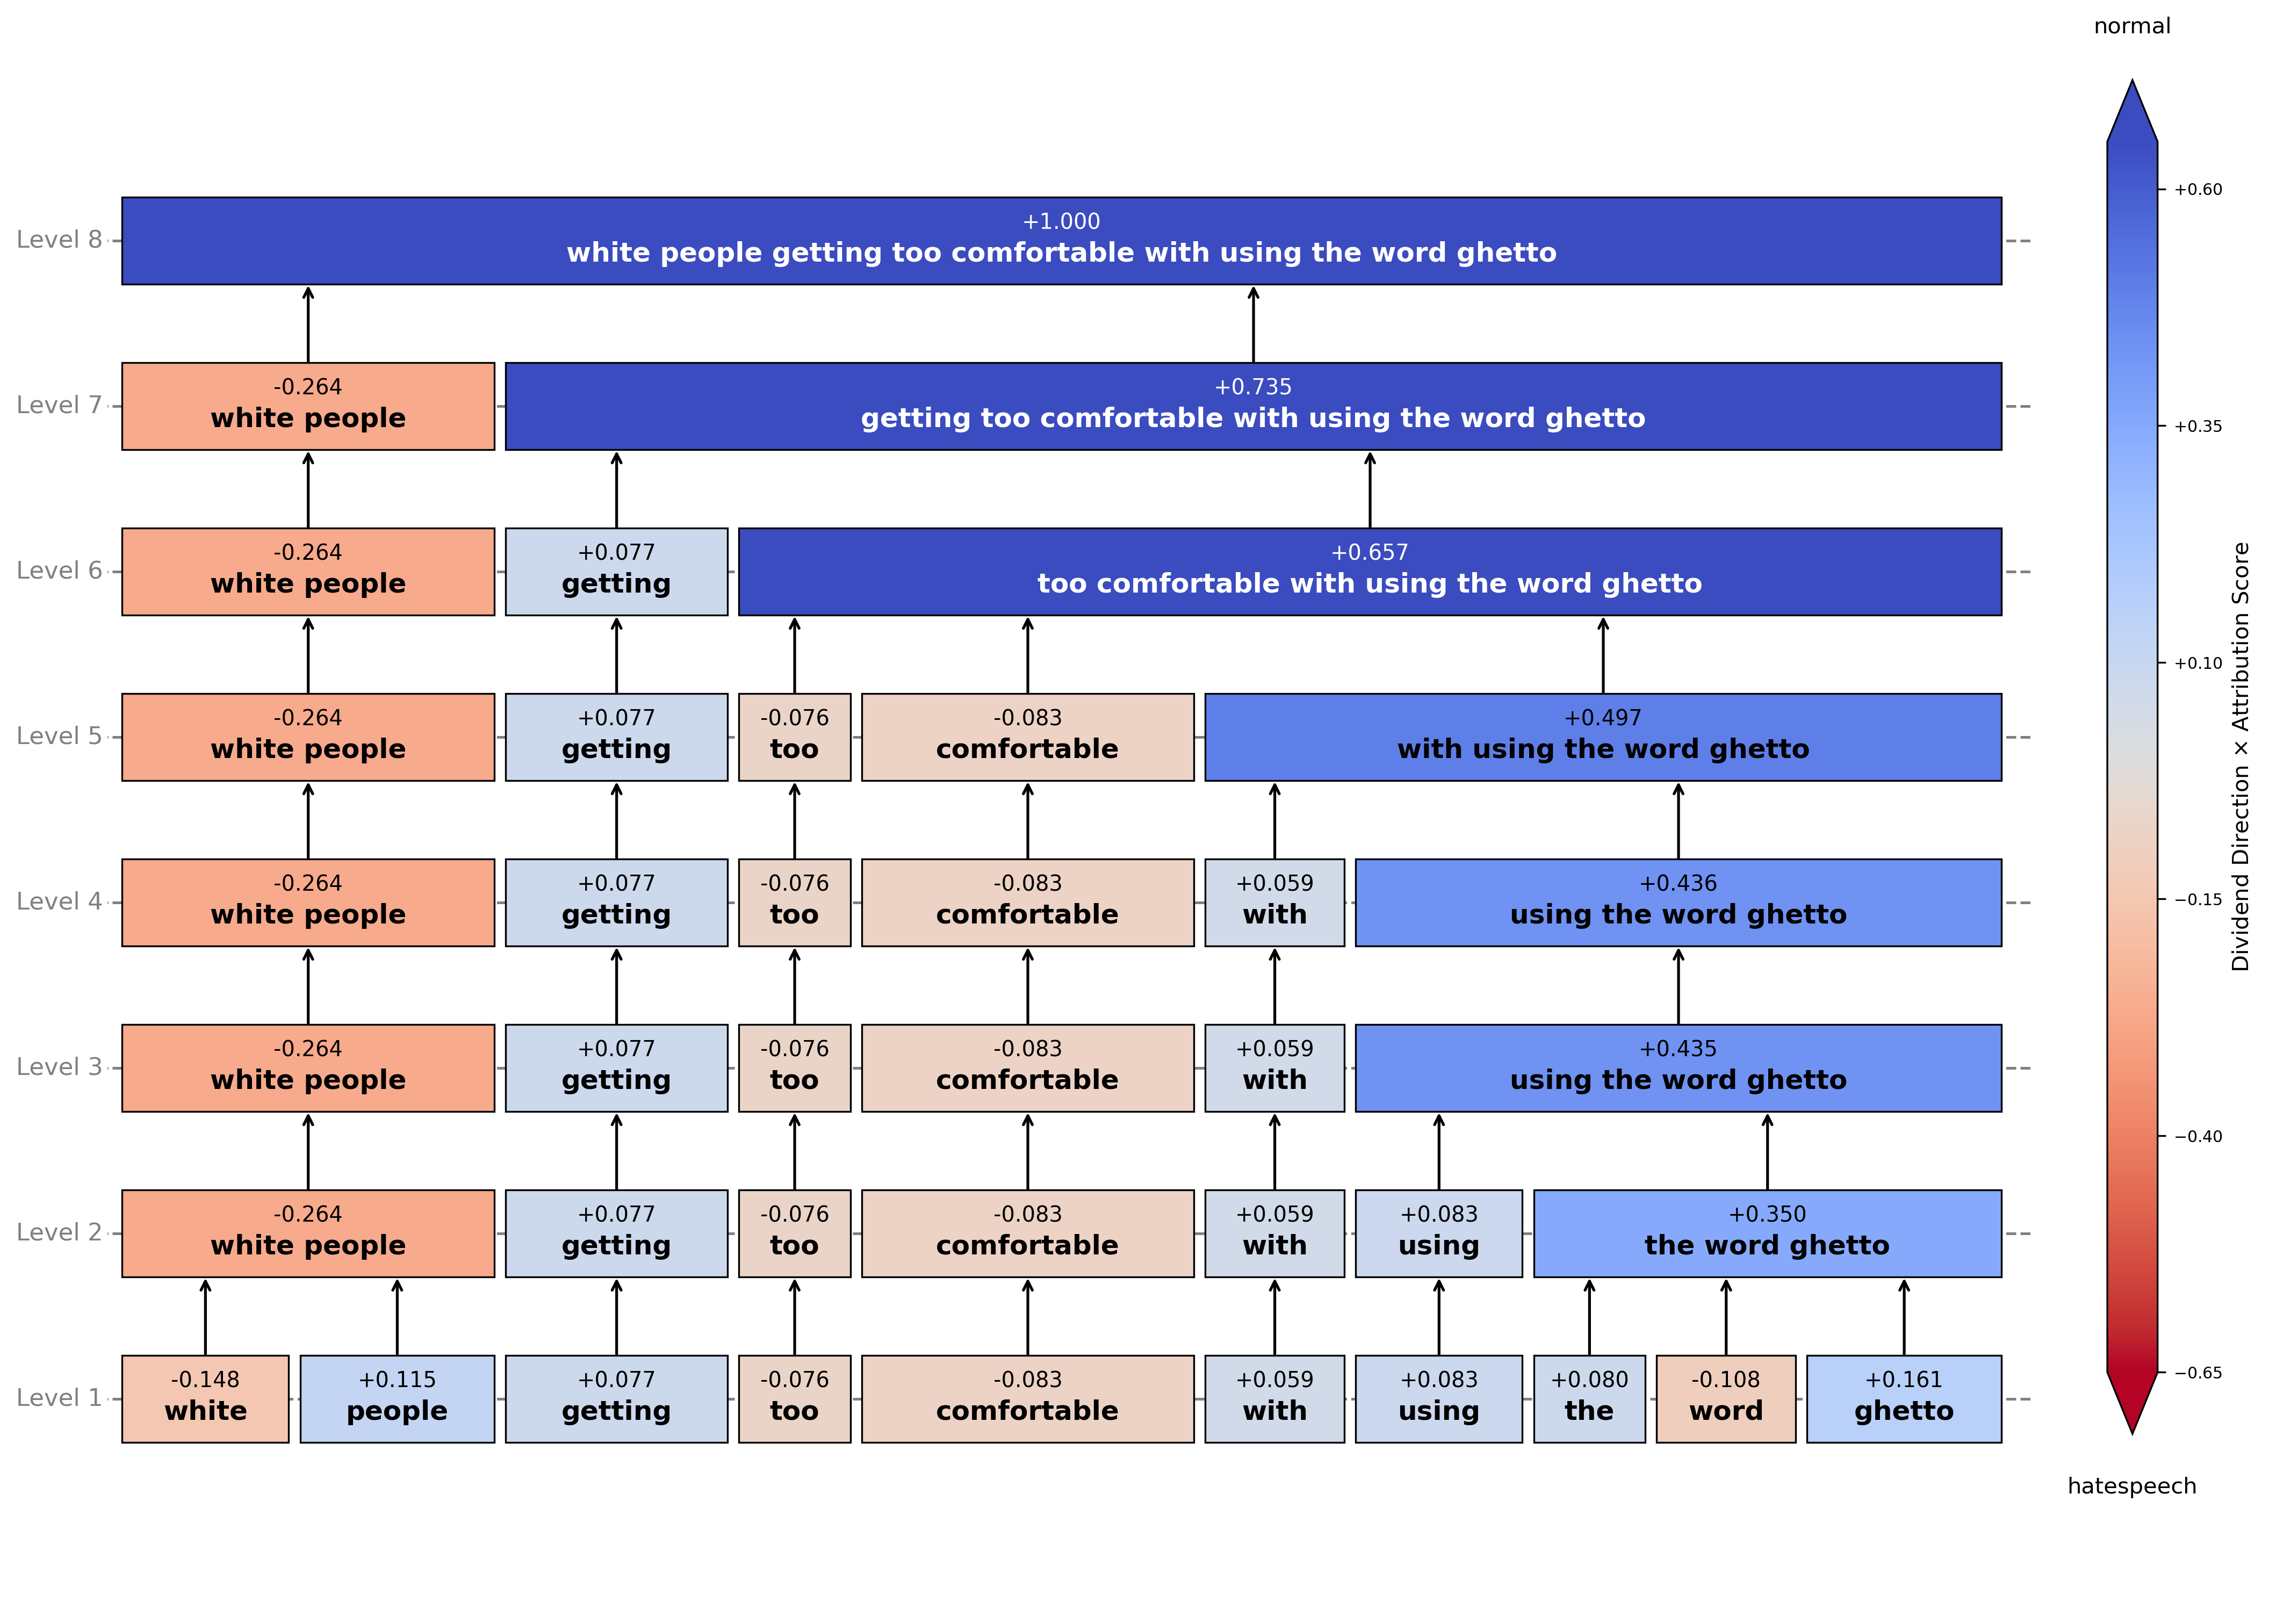 normal
Level 8
+1.000
white people getting too comfortable with using the word ghetto
Level 7
-0.264
white people
+0.735
getting too comfortable with using the word ghetto
Level 6
-0.264
white people
+0.077
getting
+0.657
too comfortable with using the word ghetto
Level 5
-0.264
white people
+0.077
getting
-0.076
too
-0.083
comfortable
+0.497
with using the word ghetto
Level 4
-0.264
white people
+0.077
getting
-0.076
too
-0.083
comfortable
+0.059
with
+0.436
using the word ghetto
Level 3
-0.264
white people
+0.077
getting
-0.076
too
-0.083
comfortable
+0.059
with
+0.435
using the word ghetto
Level 2
-0.264
white people
+0.077
getting
-0.076
too
-0.083
comfortable
+0.059
with
+0.083
using
+0.350
the word ghetto
Level 1
-0.148
white
+0.115
people
+0.077
getting
-0.076
too
-0.083
comfortable
+0.059
with
+0.083
using
+0.080
the
-0.108
word
+0.161
ghetto
+0.60
+0.35
+0.10
−0.15
−0.40
−0.65
Dividend Direction × Attribution Score
hatespeech